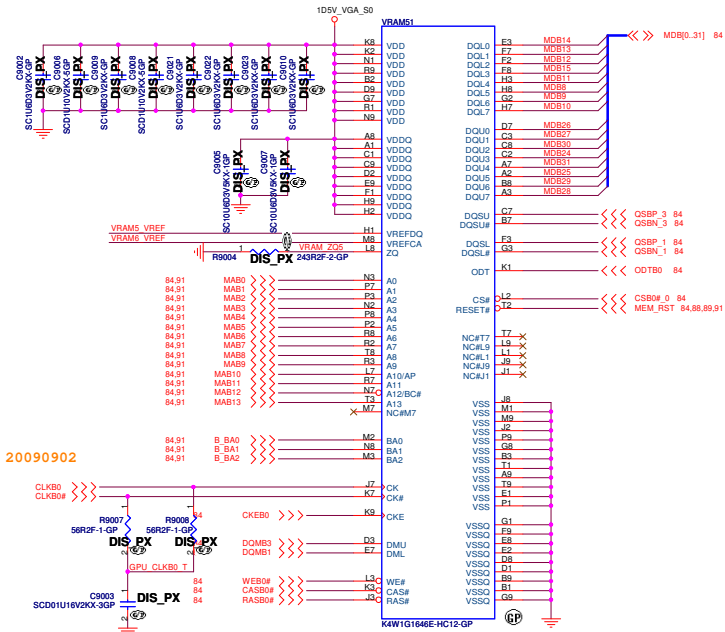 1D5V_VGA_S0
VRAM51
K8 VDD
K2 VDD
N1 VDD
R9 VDD
B2 VDD
D9 VDD
G7 VDD
R1 VDD
N9 VDD
A8 VDDQ
A1 VDDQ
C1 VDDQ
C9 VDDQ
D2 VDDQ
E9 VDDQ
F1 VDDQ
H9 VDDQ
H2 VDDQ
VRAM5_VREF H1 VREFDQ
VRAM6_VREF M8 VREFCA
VRAM_ZQ5 L8 ZQ
R9004 1 DIS_PX 243R2F-2-GP
C9002 DIS_PX SC1U6D3V2KX-GP
C9006 DIS_PX SCD1U10V2KX-5GP
C9009 DIS_PX SC1U6D3V2KX-GP
C9008 DIS_PX SCD1U10V2KX-5GP
C9021 DIS_PX SC1U6D3V2KX-GP
C9022 DIS_PX SC1U6D3V2KX-GP
C9023 DIS_PX SC1U6D3V2KX-GP
C9010 DIS_PX SC1U6D3V2KX-GP
C9005 DIS_PX SC10U6D3V5KX-1GP
C9007 DIS_PX SC10U6D3V5KX-1GP
84,91 MAB0 N3 A0
84,91 MAB1 P7 A1
84,91 MAB2 P3 A2
84,91 MAB3 N2 A3
84,91 MAB4 P8 A4
84,91 MAB5 P2 A5
84,91 MAB6 R8 A6
84,91 MAB7 R2 A7
84,91 MAB8 T8 A8
84,91 MAB9 R3 A9
84,91 MAB10 L7 A10/AP
84,91 MAB11 R7 A11
84,91 MAB12 N7 A12/BC#
84,91 MAB13 T3 A13
M7 NC#M7
84,91 B_BA0 M2 BA0
84,91 B_BA1 N8 BA1
84,91 B_BA2 M3 BA2
20090902
CLKB0 J7 CK
CLKB0# K7 CK#
84 CKEB0 K9 CKE
R9007 56R2F-1-GP DIS_PX
R9008 56R2F-1-GP DIS_PX
84 DQMB3 D3 DMU
DQMB1 E7 DML
GPU_CLKB0_T
84 WEB0# L3 WE#
84 CASB0# K3 CAS#
84 RASB0# J3 RAS#
C9003 SCD01U16V2KX-3GP DIS_PX
DQL0 E3 MDB14
DQL1 F7 MDB13
DQL2 F2 MDB12
DQL3 F8 MDB15
DQL4 H3 MDB11
DQL5 H8 MDB8
DQL6 G2 MDB9
DQL7 H7 MDB10
MDB[0..31] 84
DQU0 D7 MDB26
DQU1 C3 MDB27
DQU2 C8 MDB30
DQU3 C2 MDB24
DQU4 A7 MDB31
DQU5 A2 MDB25
DQU6 B8 MDB29
DQU7 A3 MDB28
DQSU C7 QSBP_3 84
DQSU# B7 QSBN_3 84
DQSL F3 QSBP_1 84
DQSL# G3 QSBN_1 84
ODT K1 ODTB0 84
CS# L2 CSB0#_0 84
RESET# T2 MEM_RST 84,88,89,91
NC#T7 T7
NC#L9 L9
NC#L1 L1
NC#J9 J9
NC#J1 J1
VSS J8
VSS M1
VSS M9
VSS J2
VSS P9
VSS G8
VSS B3
VSS T1
VSS A9
VSS T9
VSS E1
VSS P1
VSSQ G1
VSSQ F9
VSSQ E8
VSSQ E2
VSSQ D8
VSSQ D1
VSSQ B9
VSSQ B1
VSSQ G9
K4W1G1646E-HC12-GP
GP